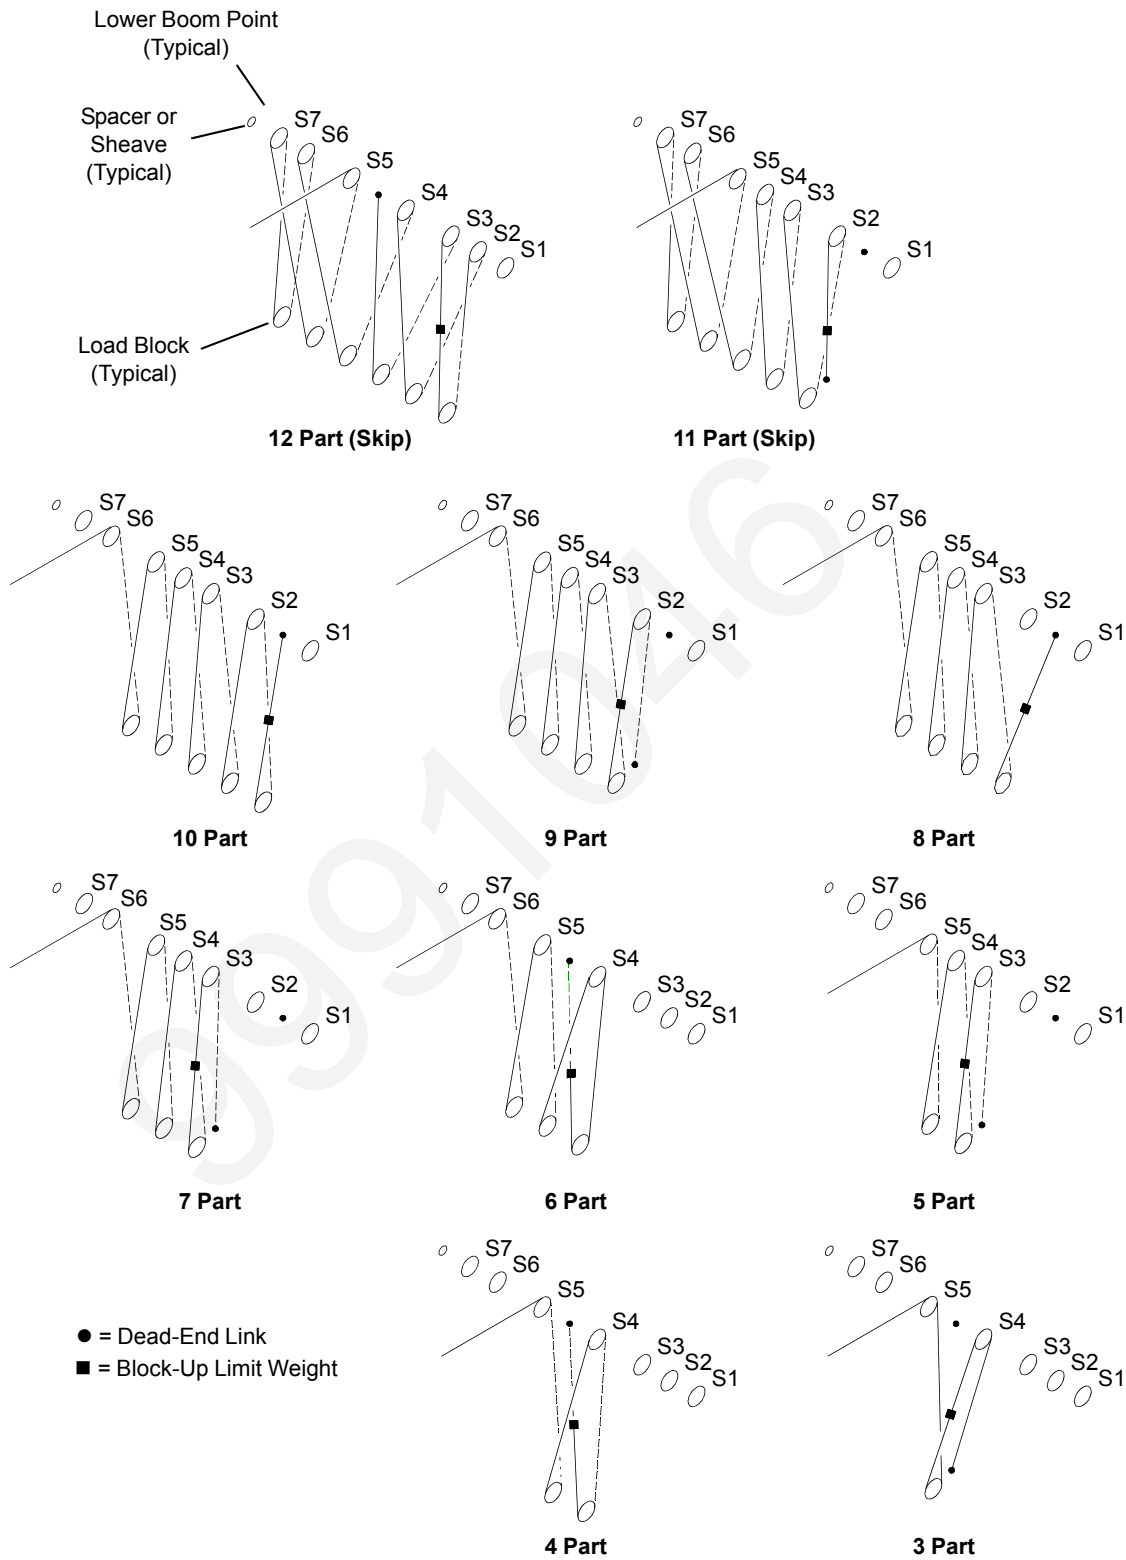 Lower Boom Point
(Typical)
Spacer or
Sheave
(Typical)
S7
S6
S5
S4
S3
S2
S1
Load Block
(Typical)
12 Part (Skip)
S7
S6
S5
S4
S3
S2
S1
11 Part (Skip)
S7
S6
S5
S4
S3
S2
S1
10 Part
S7
S6
S5
S4
S3
S2
S1
9 Part
S7
S6
S5
S4
S3
S2
S1
8 Part
S7
S6
S5
S4
S3
S2
S1
7 Part
S7
S6
S5
S4
S3
S2
S1
6 Part
S7
S6
S5
S4
S3
S2
S1
5 Part
● = Dead-End Link
■ = Block-Up Limit Weight
S7
S6
S5
S4
S3
S2
S1
4 Part
S7
S6
S5
S4
S3
S2
S1
3 Part
9991046